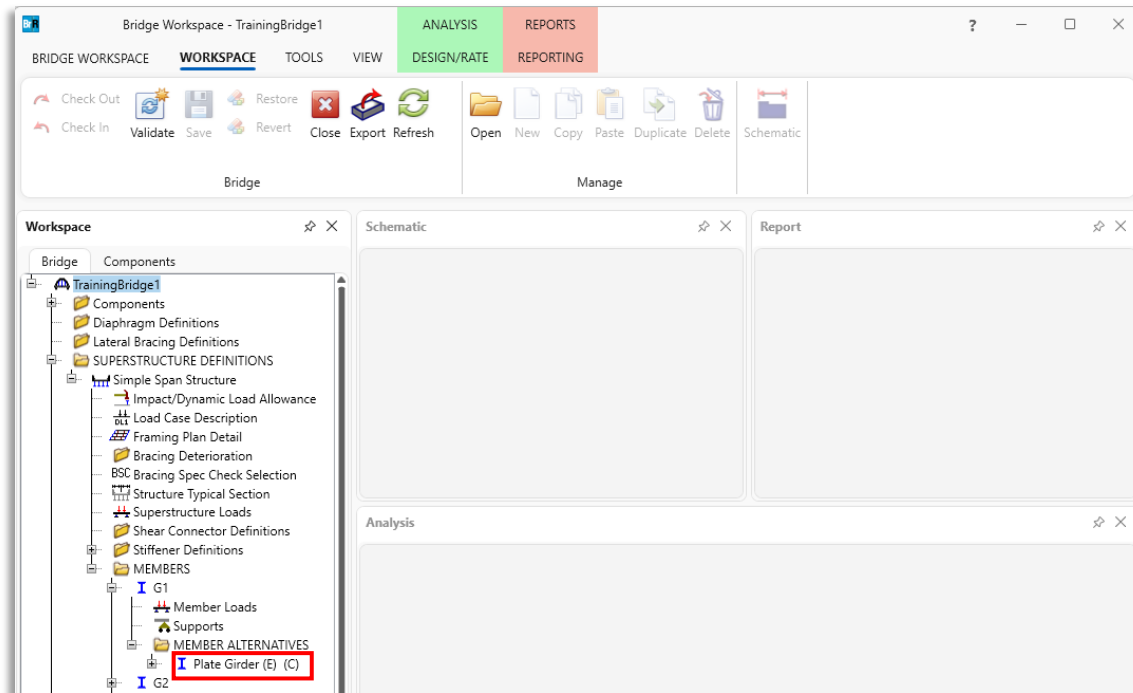 BrR Bridge Workspace - TrainingBridge1 ANALYSIS REPORTS ?
BRIDGE WORKSPACE WORKSPACE TOOLS VIEW DESIGN/RATE REPORTING
Check Out Restore
Check In Revert
Validate Save Close Export Refresh Open New Copy Paste Duplicate Delete Schematic
Bridge Manage
Workspace Schematic Report
Bridge Components
TrainingBridge1
Components
Diaphragm Definitions
Lateral Bracing Definitions
SUPERSTRUCTURE DEFINITIONS
Simple Span Structure
Impact/Dynamic Load Allowance
DL1 Load Case Description
Framing Plan Detail
Bracing Deterioration
BSC Bracing Spec Check Selection
Structure Typical Section
Superstructure Loads
Analysis
Shear Connector Definitions
Stiffener Definitions
MEMBERS
G1
Member Loads
Supports
MEMBER ALTERNATIVES
Plate Girder (E) (C)
G2